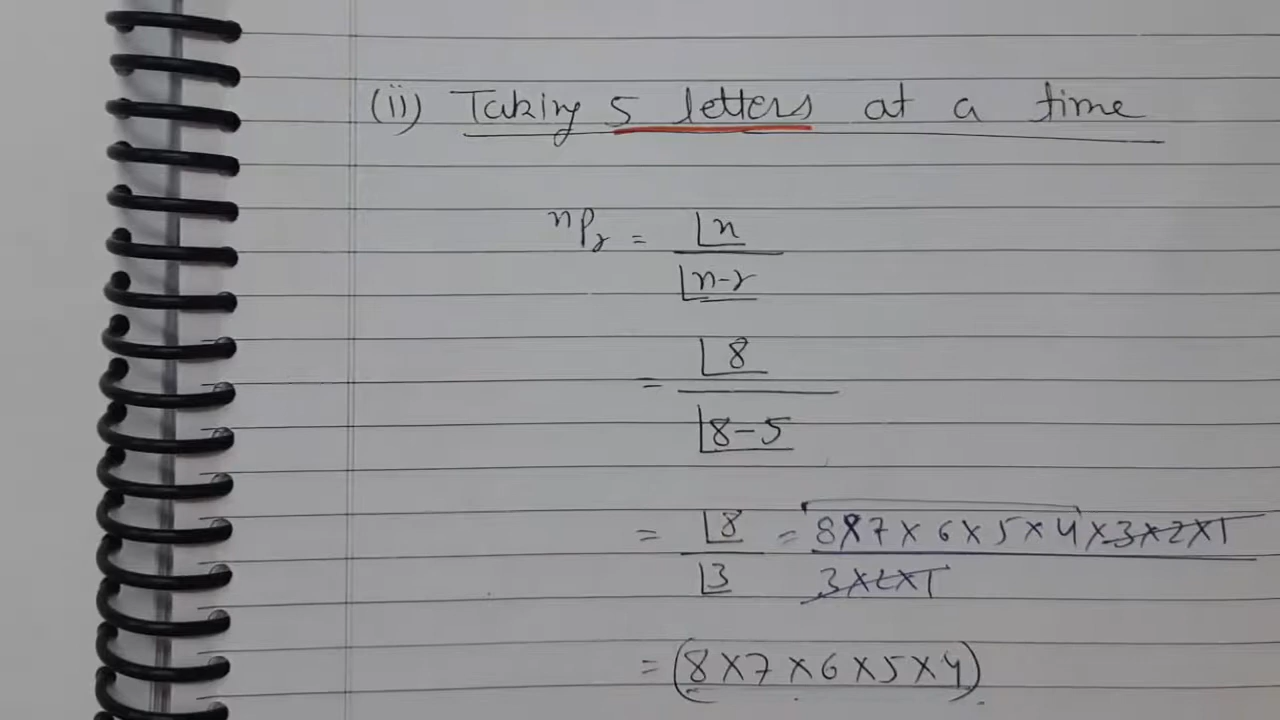 (ii) Taking 5 letters at a time
nPr = ⌊n / ⌊n-r
= ⌊8 / ⌊8-5
= ⌊8 / ⌊3 = 8×7×6×5×4×3×2×1 / 3×2×1
= (8×7×6×5×4)